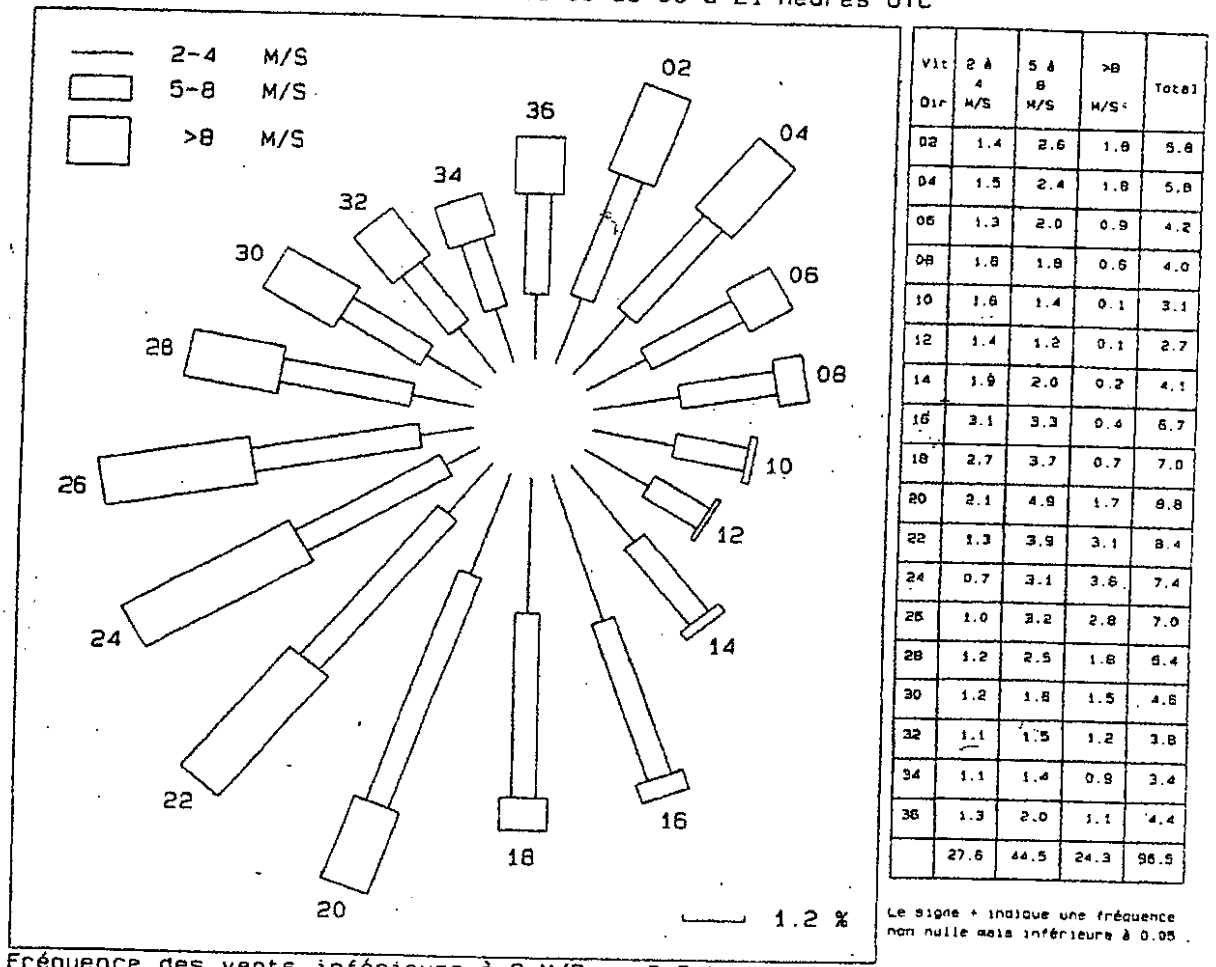 à 21 heures UTC
2-4 M/S
5-8 M/S
>8 M/S
36
02
04
06
08
10
12
14
16
18
20
22
24
26
28
30
32
34
1.2 %
Vit 2 à 5 à >8 Total
4 8
Dir M/S M/S M/S
02 1.4 2.6 1.8 5.8
04 1.5 2.4 1.8 5.8
06 1.3 2.0 0.9 4.2
08 1.6 1.8 0.6 4.0
10 1.6 1.4 0.1 3.1
12 1.4 1.2 0.1 2.7
14 1.9 2.0 0.2 4.1
16 3.1 3.3 0.4 6.7
18 2.7 3.7 0.7 7.0
20 2.1 4.9 1.7 8.8
22 1.3 3.9 3.1 8.4
24 0.7 3.1 3.6 7.4
26 1.0 3.2 2.8 7.0
28 1.2 2.5 1.8 5.4
30 1.2 1.8 1.5 4.6
32 1.1 1.5 1.2 3.8
34 1.1 1.4 0.9 3.4
36 1.3 2.0 1.1 4.4
27.6 44.5 24.3 96.5
Le signe + indique une fréquence
non nulle mais inférieure à 0.05 .
Fréquence des vents inférieures à 2 M/S